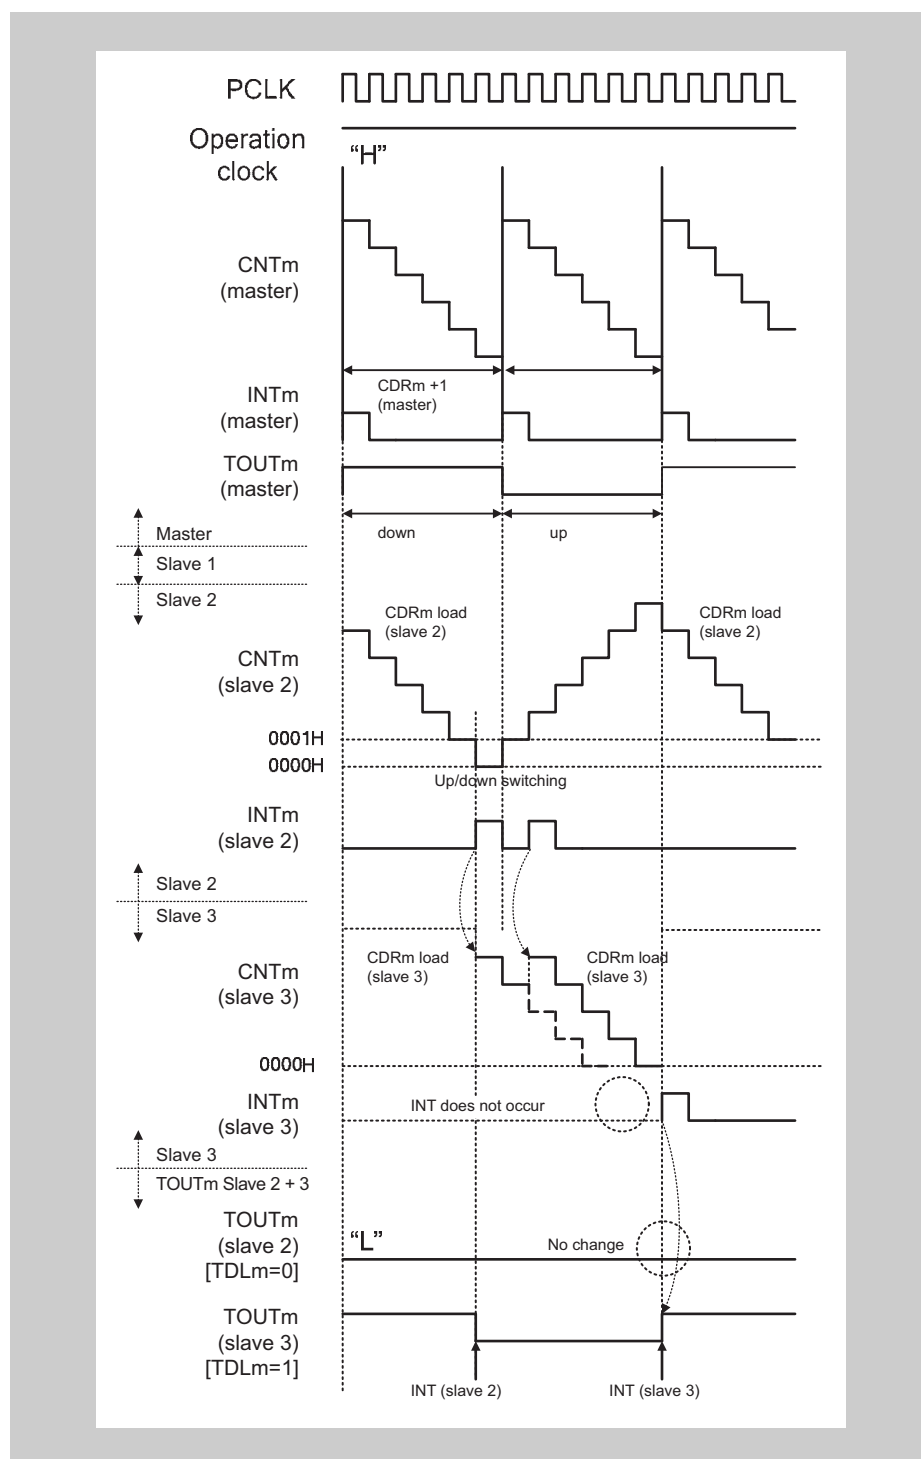 PCLK
Operation
clock
“H”
CNTm
(master)
CDRm +1
(master)
INTm
(master)
TOUTm
(master)
down
up
Master
Slave 1
Slave 2
CDRm load
(slave 2)
CDRm load
(slave 2)
CNTm
(slave 2)
0001H
0000H
Up/down switching
INTm
(slave 2)
Slave 2
Slave 3
CDRm load
(slave 3)
CDRm load
(slave 3)
CNTm
(slave 3)
0000H
INTm
(slave 3)
INT does not occur
Slave 3
TOUTm Slave 2 + 3
TOUTm
(slave 2)
[TDLm=0]
“L”
No change
TOUTm
(slave 3)
[TDLm=1]
INT (slave 2)
INT (slave 3)